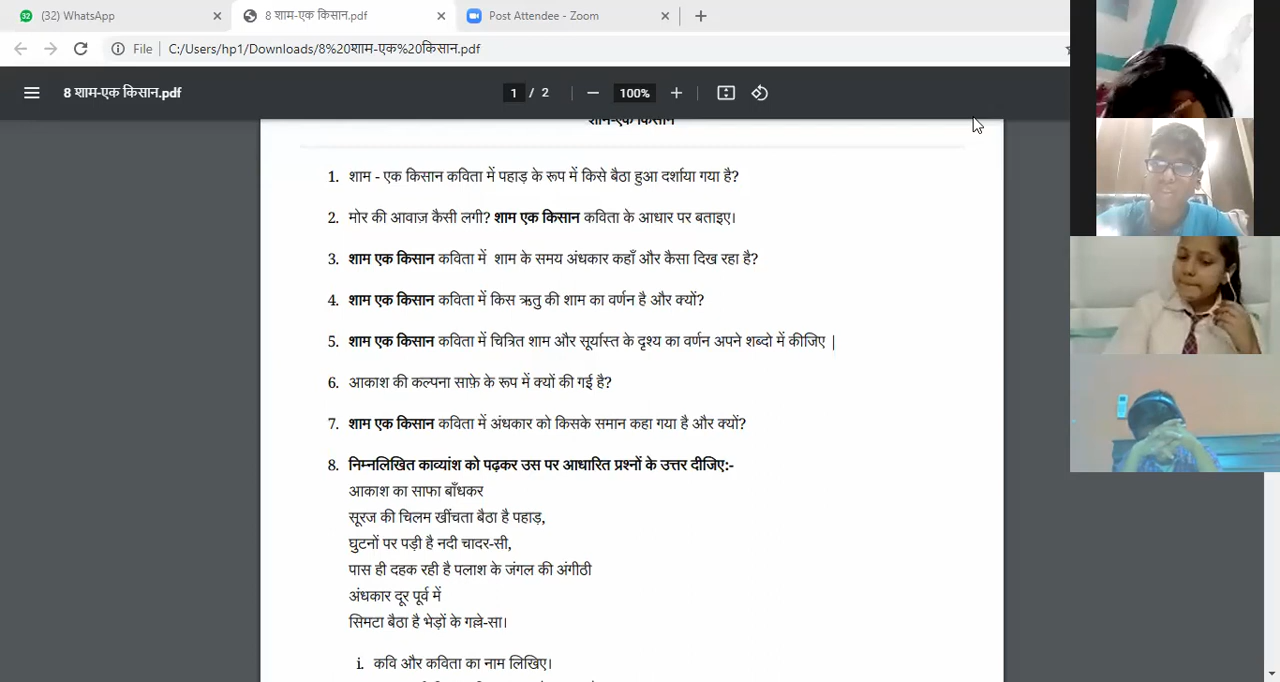 (32) WhatsApp
8 शाम-एक किसान.pdf
Post Attendee - Zoom
File
C:/Users/hp1/Downloads/8%20शाम-एक%20किसान.pdf
8 शाम-एक किसान.pdf
1 / 2
100%
शाम-एक किसान
1. शाम - एक किसान कविता में पहाड़ के रूप में किसे बैठा हुआ दर्शाया गया है?
2. मोर की आवाज़ कैसी लगी? शाम एक किसान कविता के आधार पर बताइए।
3. शाम एक किसान कविता में शाम के समय अंधकार कहाँ और कैसा दिख रहा है?
4. शाम एक किसान कविता में किस ऋतु की शाम का वर्णन है और क्यों?
5. शाम एक किसान कविता में चित्रित शाम और सूर्यास्त के दृश्य का वर्णन अपने शब्दो में कीजिए |
6. आकाश की कल्पना साफ़े के रूप में क्यों की गई है?
7. शाम एक किसान कविता में अंधकार को किसके समान कहा गया है और क्यों?
8. निम्नलिखित काव्यांश को पढ़कर उस पर आधारित प्रश्नों के उत्तर दीजिए:-
आकाश का साफा बाँधकर
सूरज की चिलम खींचता बैठा है पहाड़,
घुटनों पर पड़ी है नदी चादर-सी,
पास ही दहक रही है पलाश के जंगल की अंगीठी
अंधकार दूर पूर्व में
सिमटा बैठा है भेड़ों के गल्ले-सा।
i. कवि और कविता का नाम लिखिए।